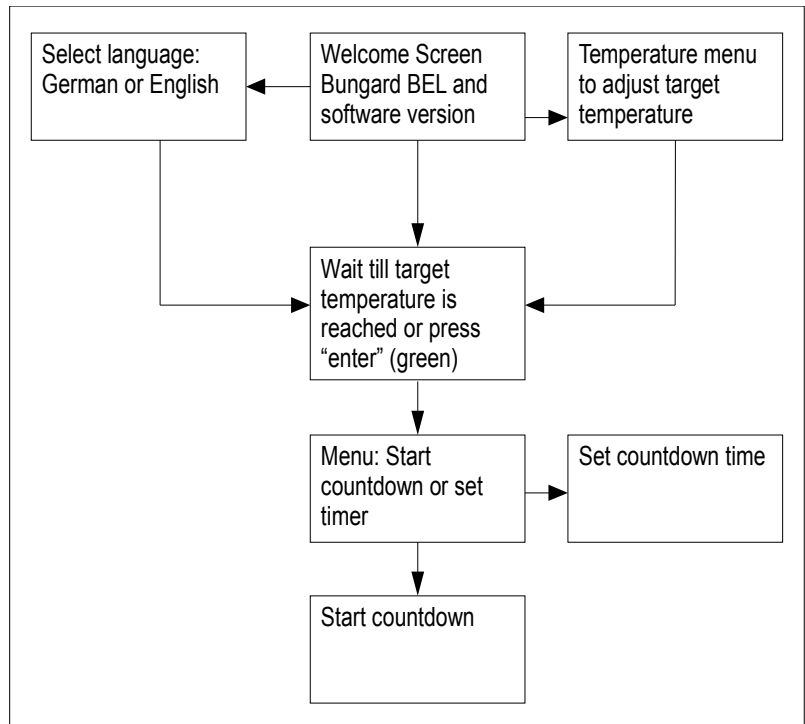 Select language:
German or English
Welcome Screen
Bungard BEL and
software version
Temperature menu
to adjust target
temperature
Wait till target
temperature is
reached or press
“enter” (green)
Menu: Start
countdown or set
timer
Set countdown time
Start countdown